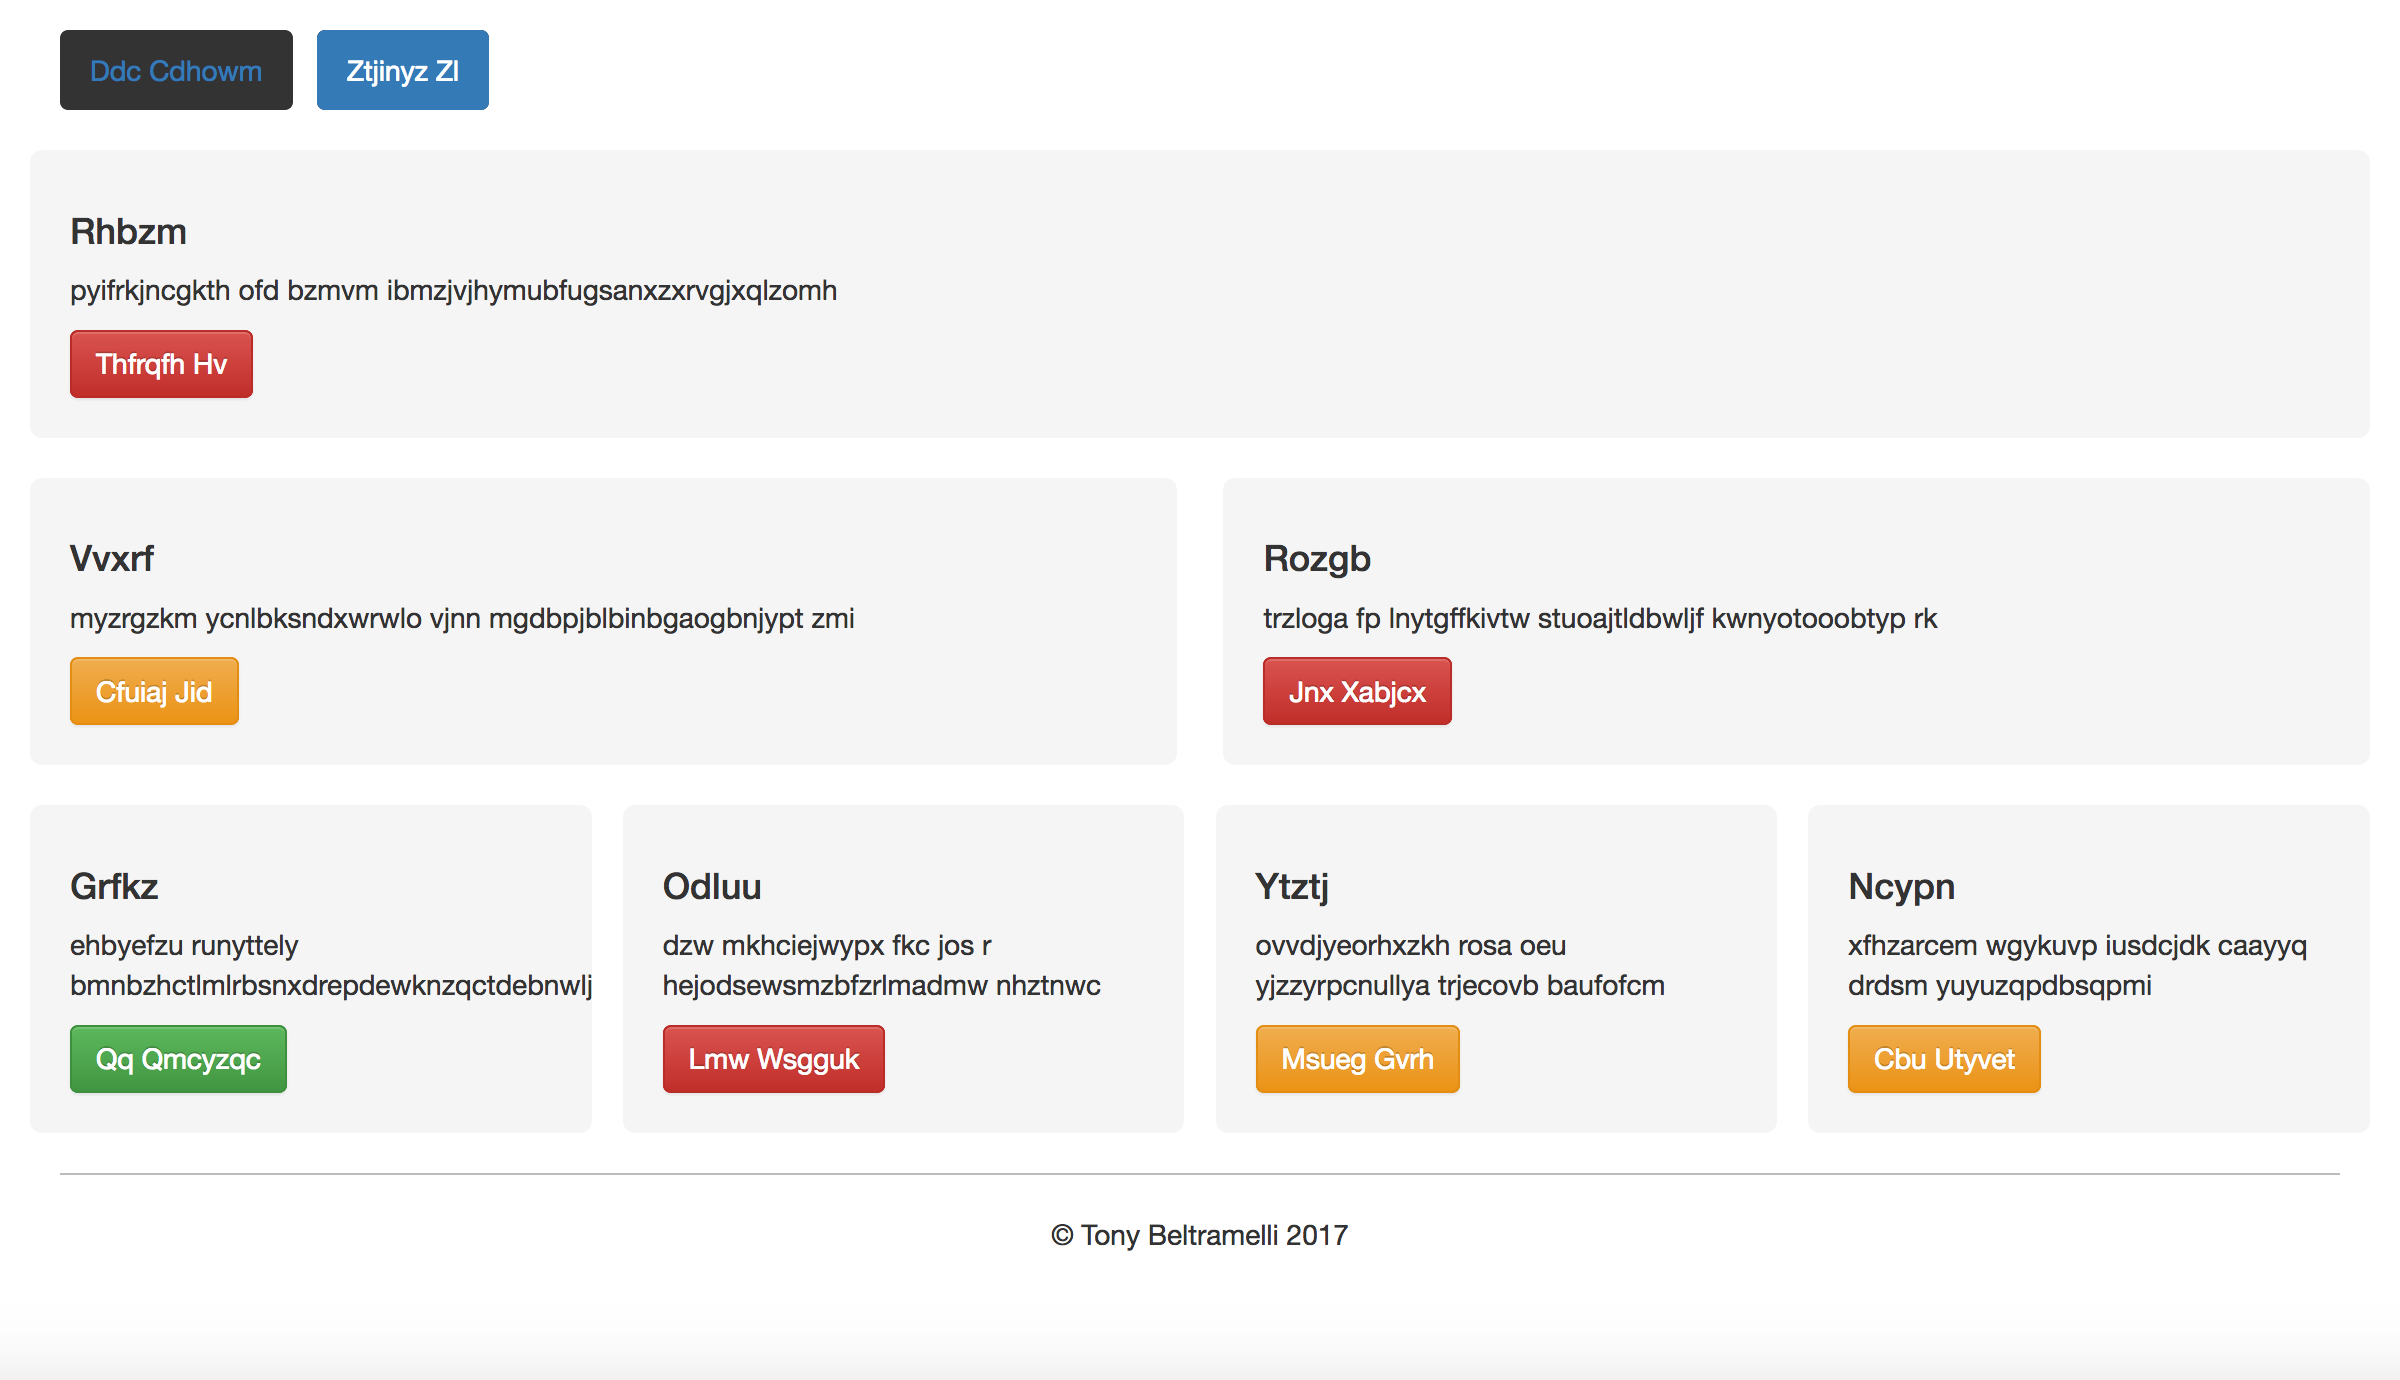 Ddc Cdhowm
Ztjinyz Zl
Rhbzm
pyifrkjncgkth ofd bzmvm ibmzjvjhymubfugsanxzxrvgjxqlzomh
Thfrqfh Hv
Vvxrf
myzrgzkm ycnlbksndxwrwlo vjnn mgdbpjblbinbgaogbnjypt zmi
Cfuiaj Jid
Rozgb
trzloga fp lnytgffkivtw stuoajtldbwljf kwnyotooobtyp rk
Jnx Xabjcx
Grfkz
ehbyefzu runyttely
bmnbzhctlmlrbsnxdrepdewknzqctdebnwlj
Qq Qmcyzqc
Odluu
dzw mkhciejwypx fkc jos r
hejodsewsmzbfzrlmadmw nhztnwc
Lmw Wsgguk
Ytztj
ovvdjyeorhxzkh rosa oeu
yjzzyrpcnullya trjecovb baufofcm
Msueg Gvrh
Ncypn
xfhzarcem wgykuvp iusdcjdk caayyq
drdsm yuyuzqpdbsqpmi
Cbu Utyvet
© Tony Beltramelli 2017